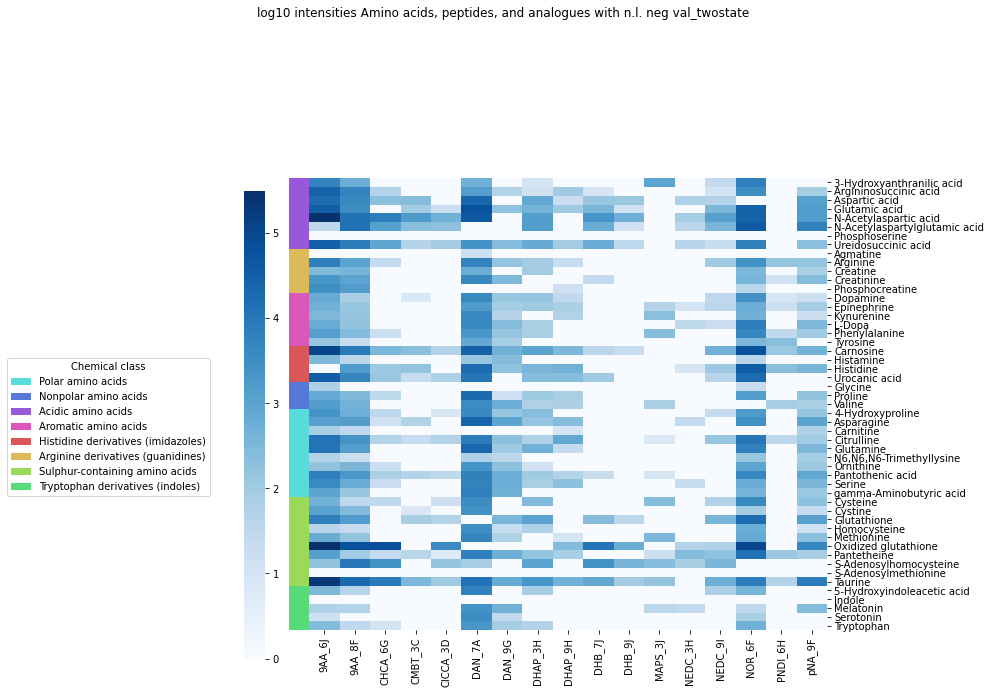 log10 intensities Amino acids, peptides, and analogues with n.l. neg val_twostate
3-Hydroxyanthranilic acid
Argininosuccinic acid
Aspartic acid
Glutamic acid
N-Acetylaspartic acid
N-Acetylaspartylglutamic acid
Phosphoserine
Ureidosuccinic acid
Agmatine
Arginine
Creatine
Creatinine
Phosphocreatine
Dopamine
Epinephrine
Kynurenine
L-Dopa
Phenylalanine
Tyrosine
Carnosine
Histamine
Histidine
Urocanic acid
Glycine
Proline
Valine
4-Hydroxyproline
Asparagine
Carnitine
Citrulline
Glutamine
N6,N6,N6-Trimethyllysine
Ornithine
Pantothenic acid
Serine
gamma-Aminobutyric acid
Cysteine
Cystine
Glutathione
Homocysteine
Methionine
Oxidized glutathione
Pantetheine
S-Adenosylhomocysteine
S-Adenosylmethionine
Taurine
5-Hydroxyindoleacetic acid
Indole
Melatonin
Serotonin
Tryptophan
5
4
3
2
1
0
Chemical class
Polar amino acids
Nonpolar amino acids
Acidic amino acids
Aromatic amino acids
Histidine derivatives (imidazoles)
Arginine derivatives (guanidines)
Sulphur-containing amino acids
Tryptophan derivatives (indoles)
9AA_6J
9AA_8F
CHCA_6G
CMBT_3C
ClCCA_3D
DAN_7A
DAN_9G
DHAP_3H
DHAP_9H
DHB_7J
DHB_9J
MAPS_3J
NEDC_3H
NEDC_9I
NOR_6F
PNDI_6H
pNA_9F